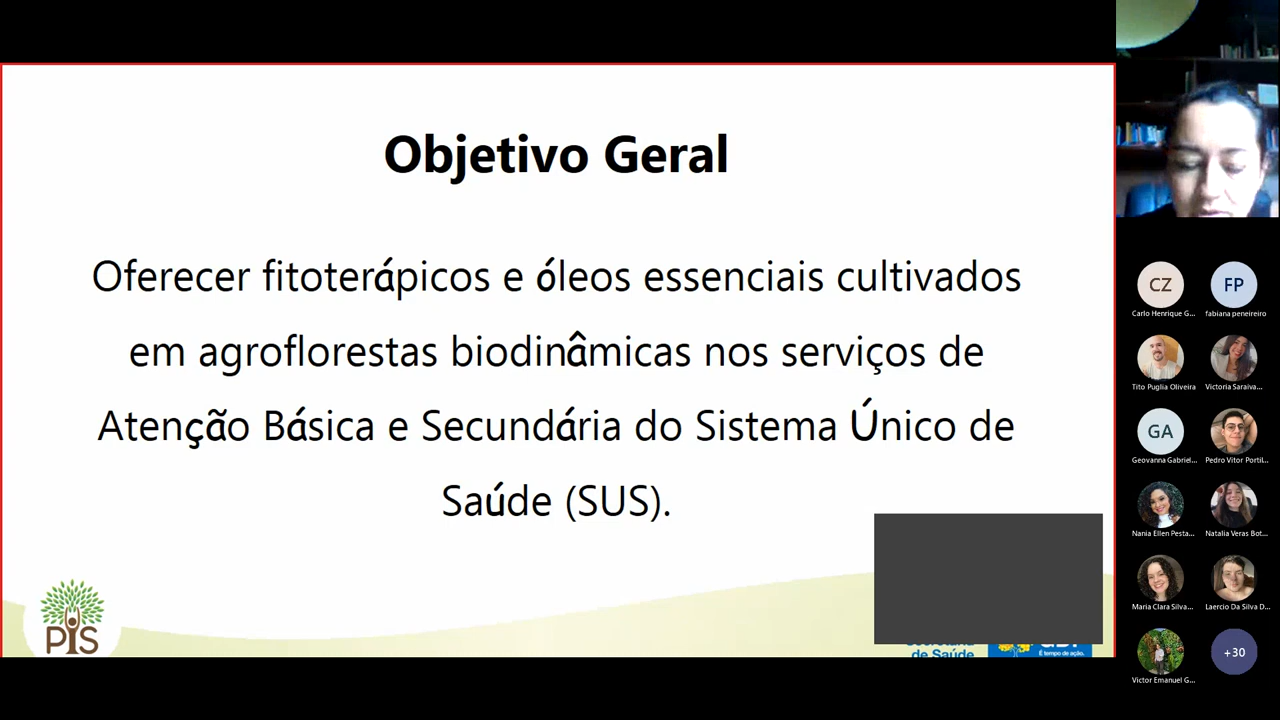 Objetivo Geral
Oferecer fitoterápicos e óleos essenciais cultivados
em agroflorestas biodinâmicas nos serviços de
Atenção Básica e Secundária do Sistema Único de
Saúde (SUS).
PIS
de Saúde
É tempo de ação.
CZ
Carlo Henrique G...
FP
fabiana peneireiro
Tito Puglia Oliveira
Victoria Saraiva...
GA
Geovanna Gabriel...
Pedro Vitor Portil...
Nania Ellen Pesta...
Natalia Veras Bot...
Maria Clara Silva...
Laercio Da Silva D...
Victor Emanuel G...
+30